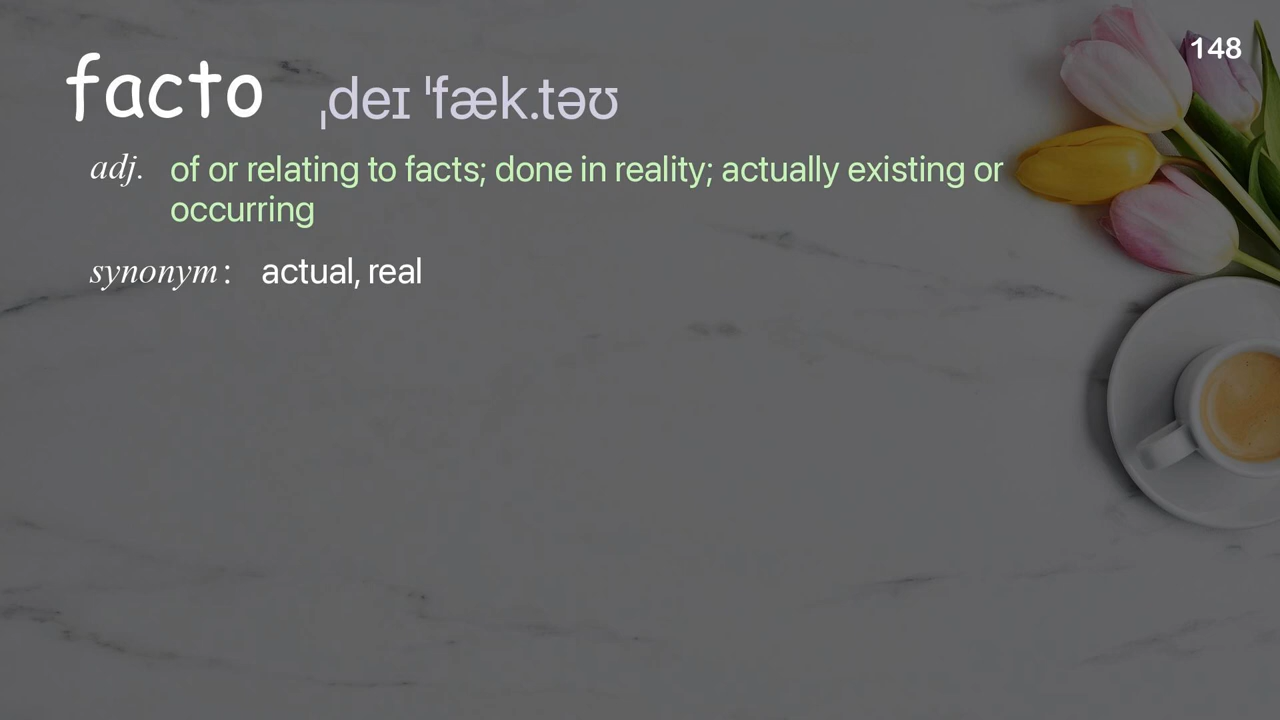 148
facto ˌdeɪ ˈfæk.təʊ
adj. of or relating to facts; done in reality; actually existing or
occurring
synonym: actual, real